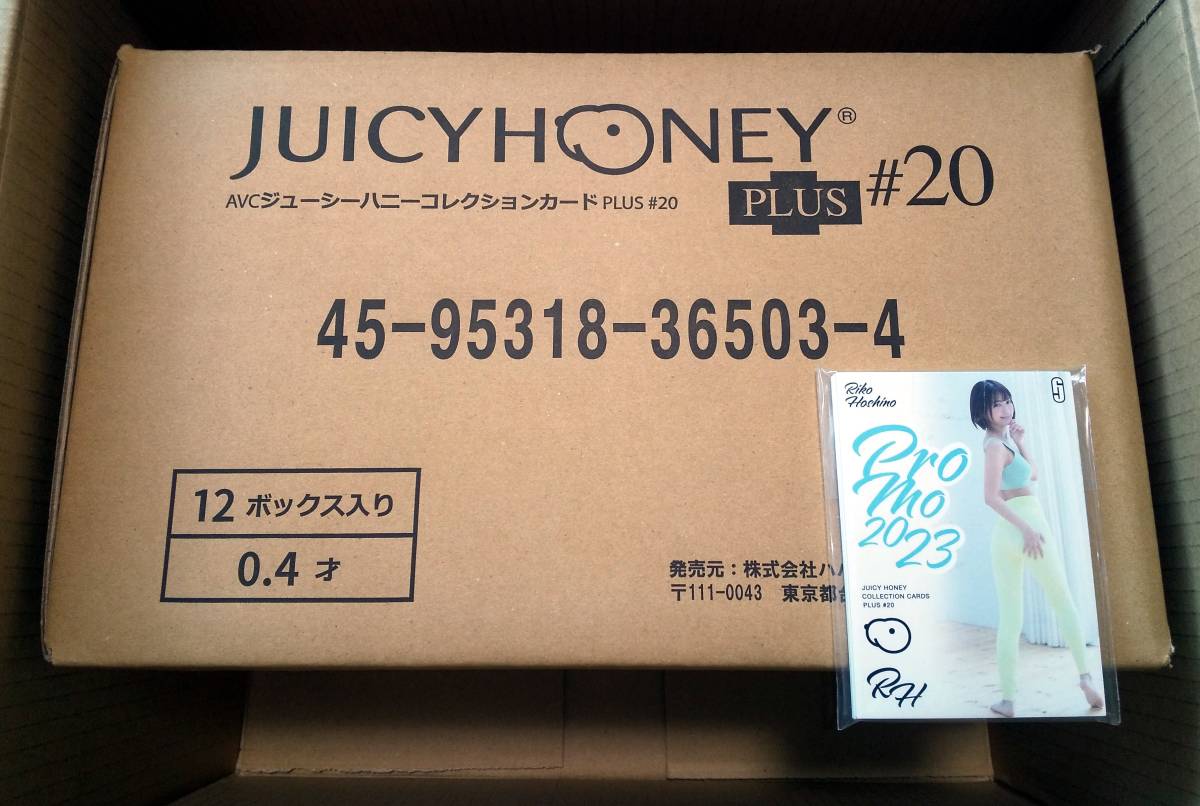 JUICYHONEY®
AVCジューシーハニーコレクションカード PLUS #20
PLUS #20
45-95318-36503-4
12 ボックス入り
0.4 才
発売元：株式会社ハ
〒111-0043 東京都台
Riko
Hoshino
Pro
Mo
2023
JUICY HONEY
COLLECTION CARDS
PLUS #20
RH